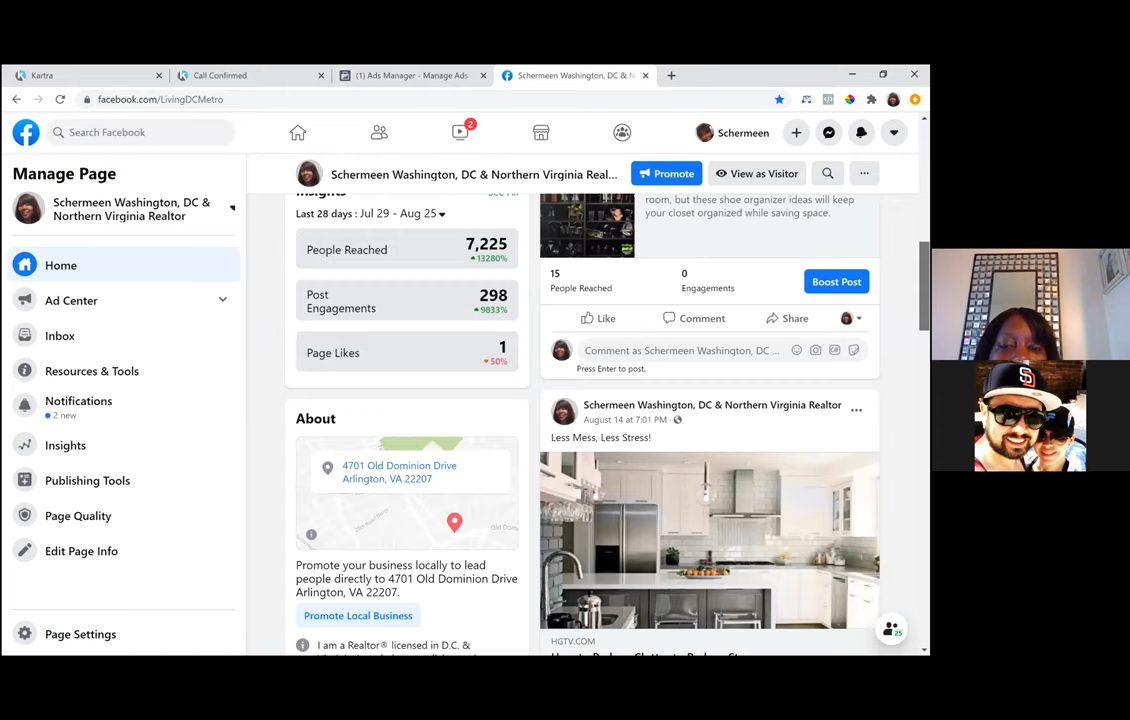 Kartra
Call Confirmed
(1) Ads Manager - Manage Ads
Schermeen Washington, DC & N
facebook.com/LivingDCMetro
Search Facebook
2
Schermeen
Manage Page
Schermeen Washington, DC & Northern Virginia Real...
Promote
View as Visitor
Schermeen Washington, DC &
Northern Virginia Realtor
Home
Ad Center
Inbox
Resources & Tools
Notifications
2 new
Insights
Publishing Tools
Page Quality
Edit Page Info
Page Settings
Insights
See All
Last 28 days : Jul 29 - Aug 25
People Reached
7,225
13280%
Post
Engagements
298
9833%
Page Likes
1
50%
About
4701 Old Dominion Drive
Arlington, VA 22207
Old Dom
Promote your business locally to lead
people directly to 4701 Old Dominion Drive
Arlington, VA 22207.
Promote Local Business
I am a Realtor® licensed in D.C. &
room, but these shoe organizer ideas will keep
your closet organized while saving space.
15
People Reached
0
Engagements
Boost Post
Like
Comment
Share
Comment as Schermeen Washington, DC ...
Press Enter to post.
Schermeen Washington, DC & Northern Virginia Realtor
August 14 at 7:01 PM
Less Mess, Less Stress!
HGTV.COM
25